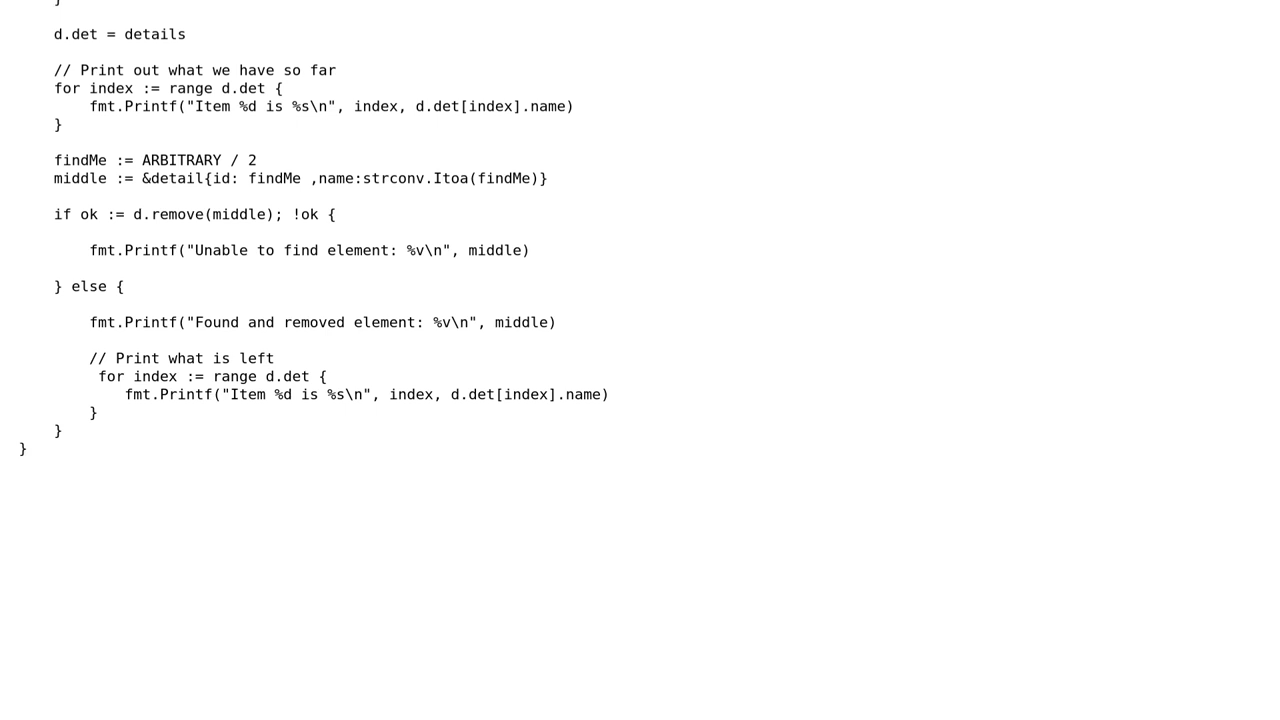 }
d.det = details
// Print out what we have so far
for index := range d.det {
fmt.Printf("Item %d is %s\n", index, d.det[index].name)
}
findMe := ARBITRARY / 2
middle := &detail{id: findMe ,name:strconv.Itoa(findMe)}
if ok := d.remove(middle); !ok {
fmt.Printf("Unable to find element: %v\n", middle)
} else {
fmt.Printf("Found and removed element: %v\n", middle)
// Print what is left
for index := range d.det {
fmt.Printf("Item %d is %s\n", index, d.det[index].name)
}
}
}